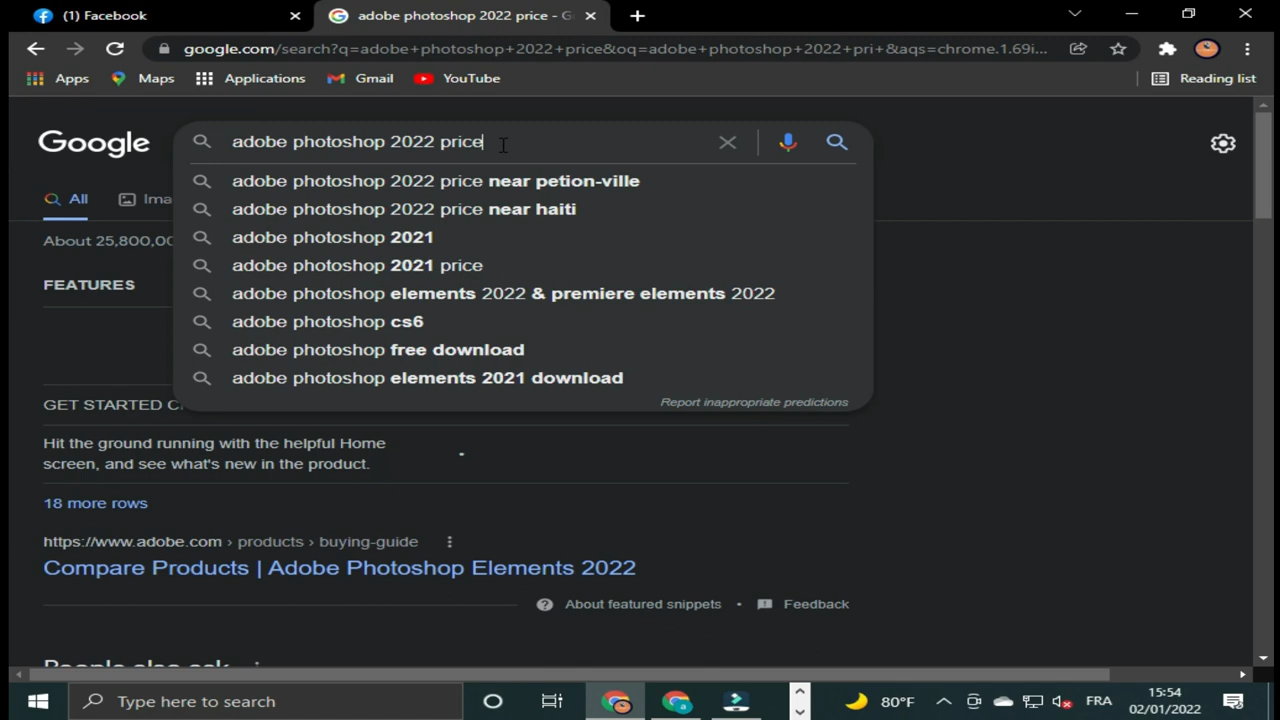 (1) Facebook
adobe photoshop 2022 price - G
google.com/search?q=adobe+photoshop+2022+price&oq=adobe+photoshop+2022+pri+&aqs=chrome.1.69i...
Apps Maps Applications Gmail YouTube Reading list
Google
adobe photoshop 2022 price
adobe photoshop 2022 price near petion-ville
adobe photoshop 2022 price near haiti
adobe photoshop 2021
adobe photoshop 2021 price
adobe photoshop elements 2022 & premiere elements 2022
adobe photoshop cs6
adobe photoshop free download
adobe photoshop elements 2021 download
Report inappropriate predictions
All Ima
About 25,800,00
FEATURES
GET STARTED
Hit the ground running with the helpful Home
screen, and see what's new in the product.
18 more rows
https://www.adobe.com › products › buying-guide
Compare Products | Adobe Photoshop Elements 2022
About featured snippets • Feedback
People also ask
Type here to search
80°F FRA
15:54
02/01/2022